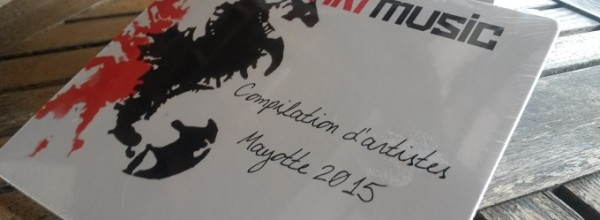 music
Compilation d'artistes
Mayotte 2015